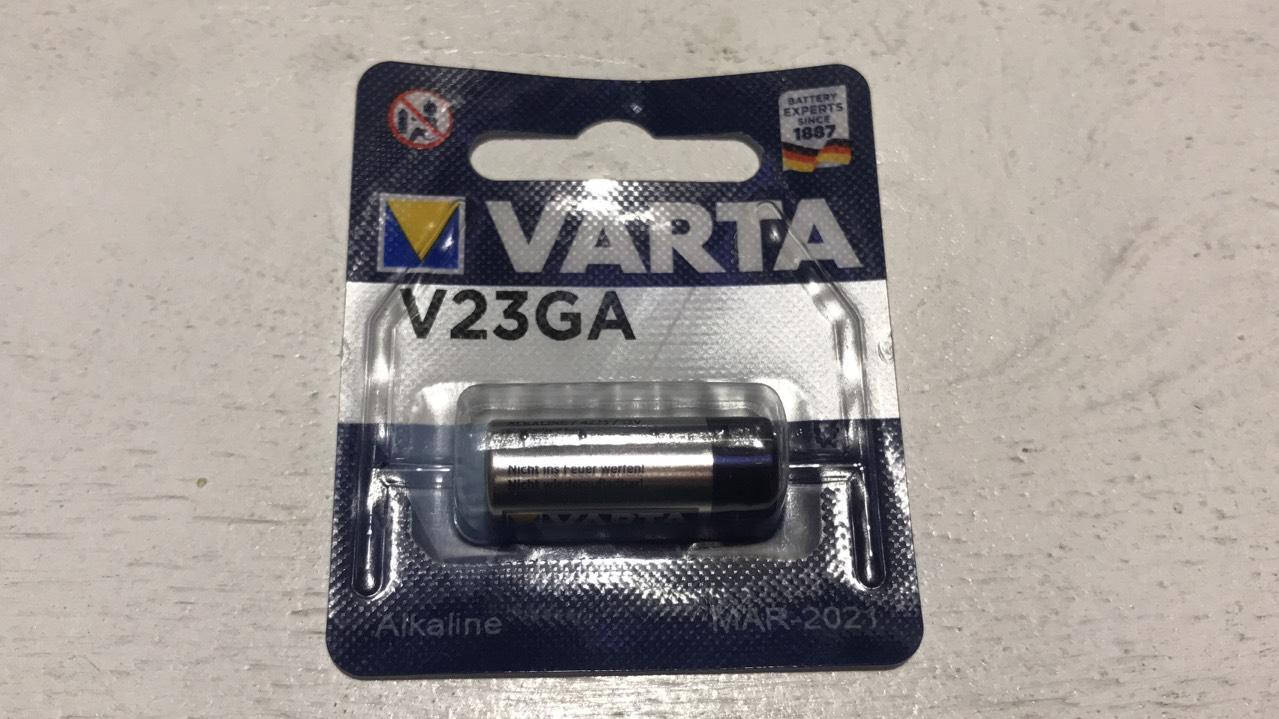 BATTERY
EXPERTS
SINCE
1887
VARTA
V23GA
Nicht ins Feuer werfen!
VARTA
Alkaline
MAR-2021